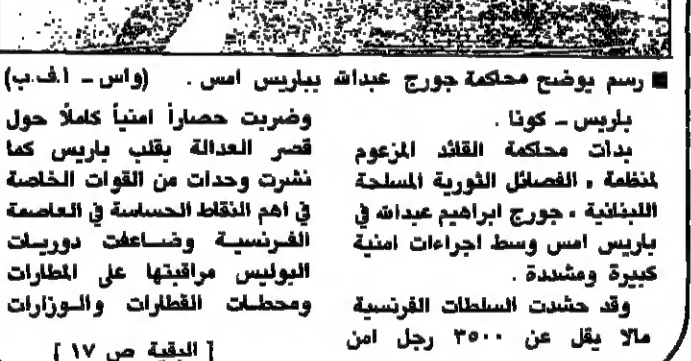 ■ رسم يوضح محاكمة جورج عبدالله بباريس امس . (واس - أ.ف.ب)
باريس - كونا .
بدأت محاكمة القائد المزعوم
لمنظمة « الفصائل الثورية المسلحة
اللبنانية » جورج ابراهيم عبدالله في
باريس امس وسط اجراءات امنية
كبيرة ومشددة .
وقد حشدت السلطات الفرنسية
مالا يقل عن ٣٥٠٠ رجل امن
وضربت حصاراً امنياً كاملاً حول
قصر العدالة بقلب باريس كما
نشرت وحدات من القوات الخاصة
في اهم النقاط الحساسة في العاصمة
الفرنسية وضاعفت دوريات
البوليس مراقبتها على المطارات
ومحطات القطارات والوزارات
[ البقية ص ١٧ ]